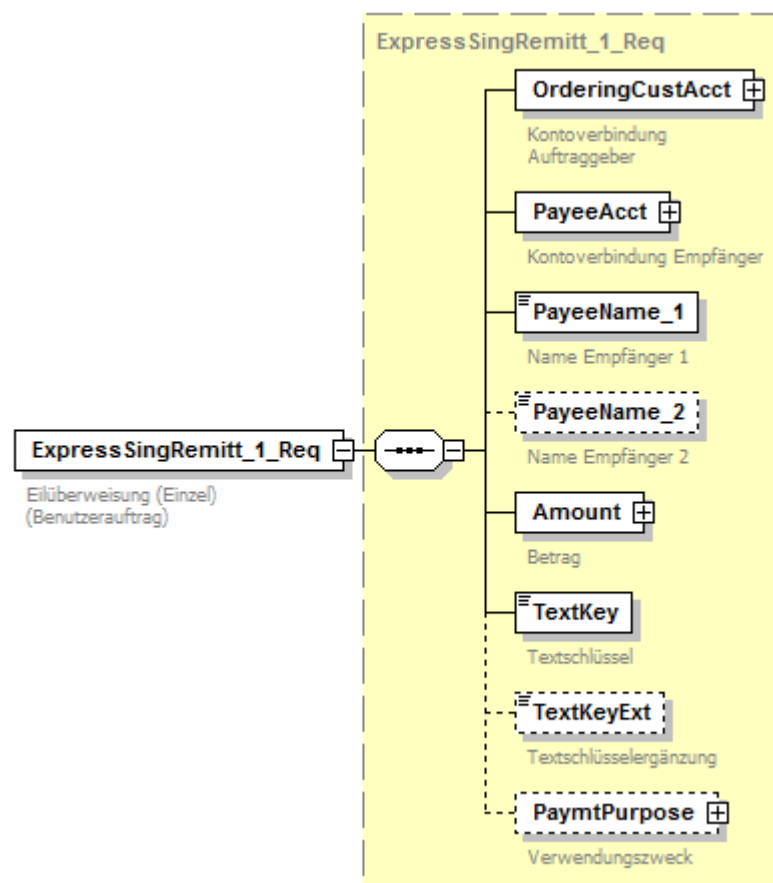 ExpressSingRemitt_1_Req
OrderingCustAcct
Kontoverbindung
Auftraggeber
PayeeAcct
Kontoverbindung Empfänger
PayeeName_1
Name Empfänger 1
PayeeName_2
Name Empfänger 2
ExpressSingRemitt_1_Req
Eilüberweisung (Einzel)
(Benutzerauftrag)
Amount
Betrag
TextKey
Textschlüssel
TextKeyExt
Textschlüsselergänzung
PaymtPurpose
Verwendungszweck